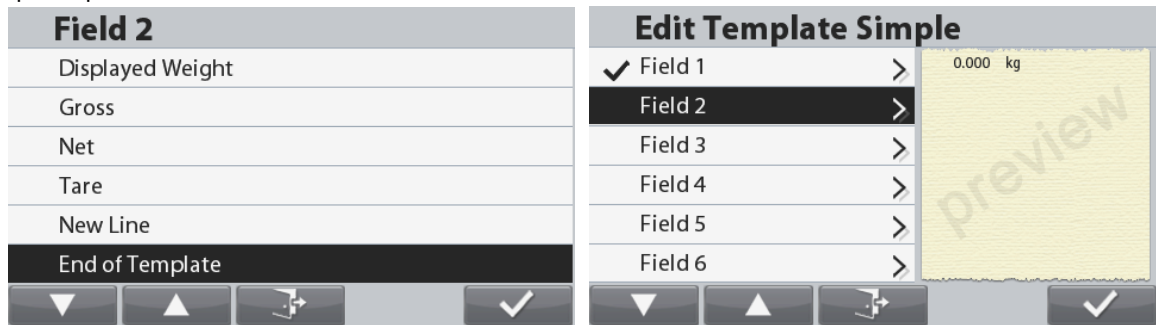 Field 2
Displayed Weight
Gross
Net
Tare
New Line
End of Template
Edit Template Simple
Field 1
Field 2
Field 3
Field 4
Field 5
Field 6
0.000 kg
preview